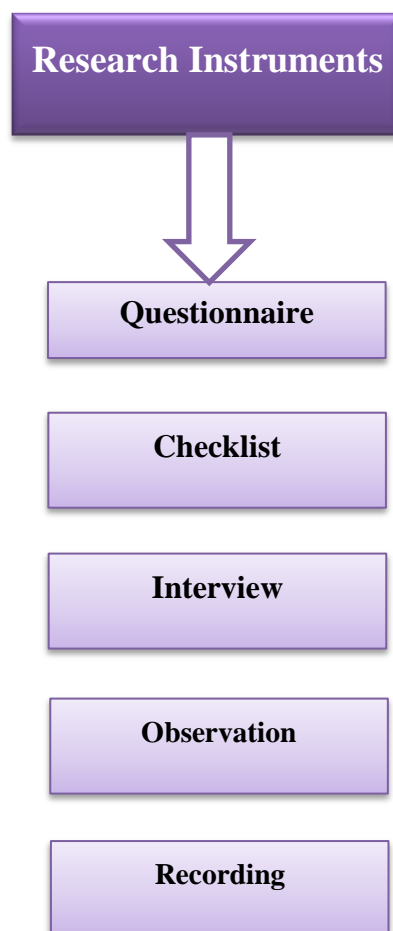 Research Instruments
Questionnaire
Checklist
Interview
Observation
Recording